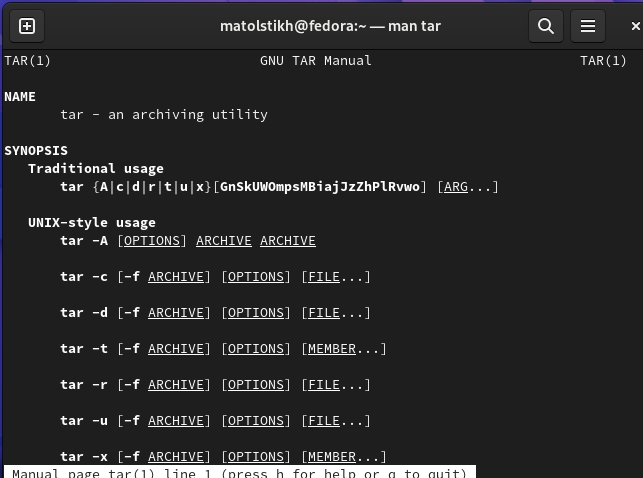 matolstikh@fedora:~ — man tar
TAR(1) GNU TAR Manual TAR(1)
NAME
tar - an archiving utility
SYNOPSIS
Traditional usage
tar {A|c|d|r|t|u|x}[GnSkUWOmpsMBiajJzZhPlRvwo] [ARG...]
UNIX-style usage
tar -A [OPTIONS] ARCHIVE ARCHIVE
tar -c [-f ARCHIVE] [OPTIONS] [FILE...]
tar -d [-f ARCHIVE] [OPTIONS] [FILE...]
tar -t [-f ARCHIVE] [OPTIONS] [MEMBER...]
tar -r [-f ARCHIVE] [OPTIONS] [FILE...]
tar -u [-f ARCHIVE] [OPTIONS] [FILE...]
tar -x [-f ARCHIVE] [OPTIONS] [MEMBER...]
Manual page tar(1) line 1 (press h for help or q to quit)